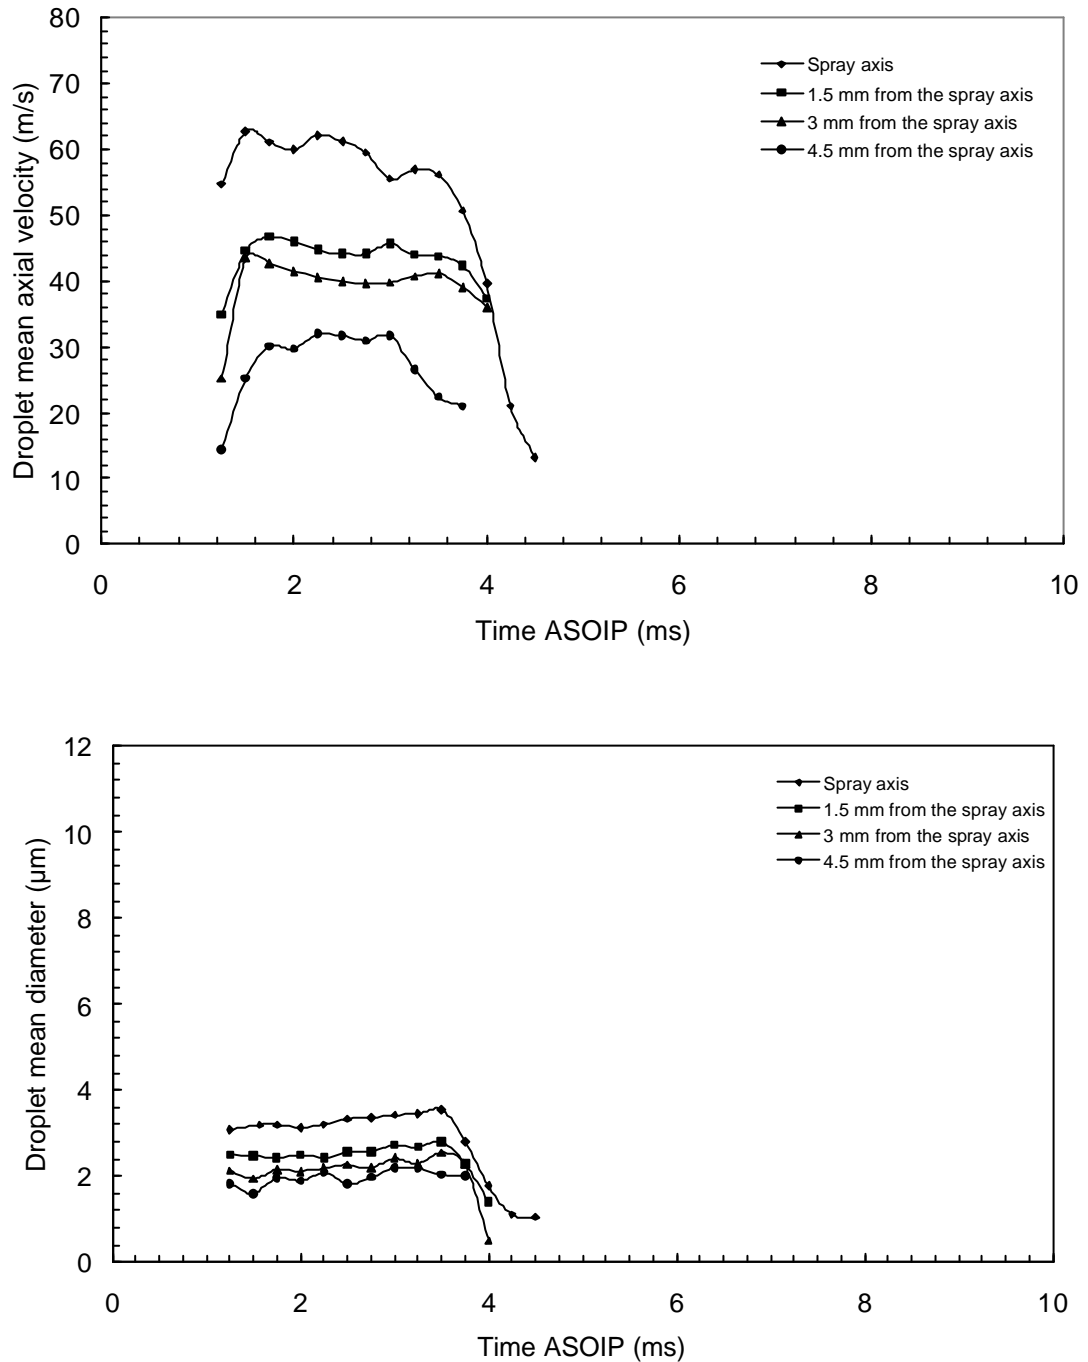 80
70
60
50
40
30
20
10
0
Droplet mean axial velocity (m/s)
Spray axis
1.5 mm from the spray axis
3 mm from the spray axis
4.5 mm from the spray axis
0 2 4 6 8 10
Time ASOIP (ms)
12
10
8
6
4
2
0
Droplet mean diameter (µm)
Spray axis
1.5 mm from the spray axis
3 mm from the spray axis
4.5 mm from the spray axis
0 2 4 6 8 10
Time ASOIP (ms)